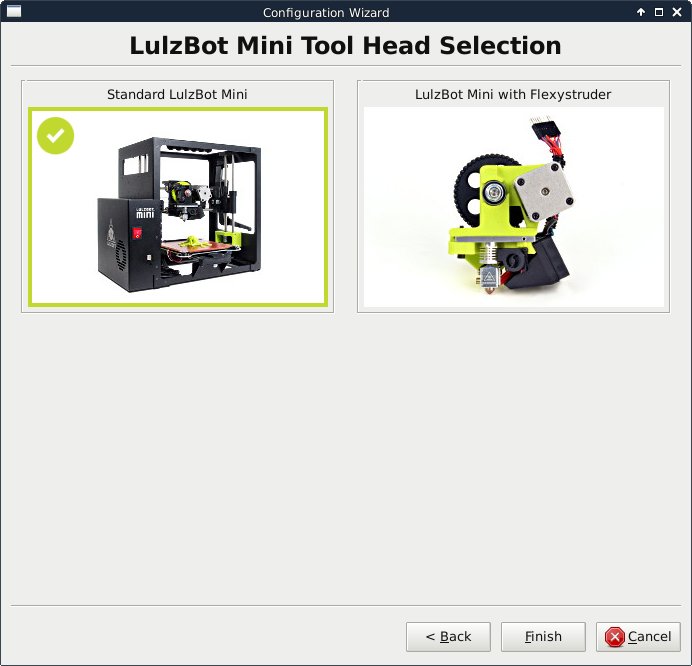 Configuration Wizard
LulzBot Mini Tool Head Selection
Standard LulzBot Mini
LulzBot Mini with Flexystruder
LULZBOT
mini
< Back
Finish
Cancel